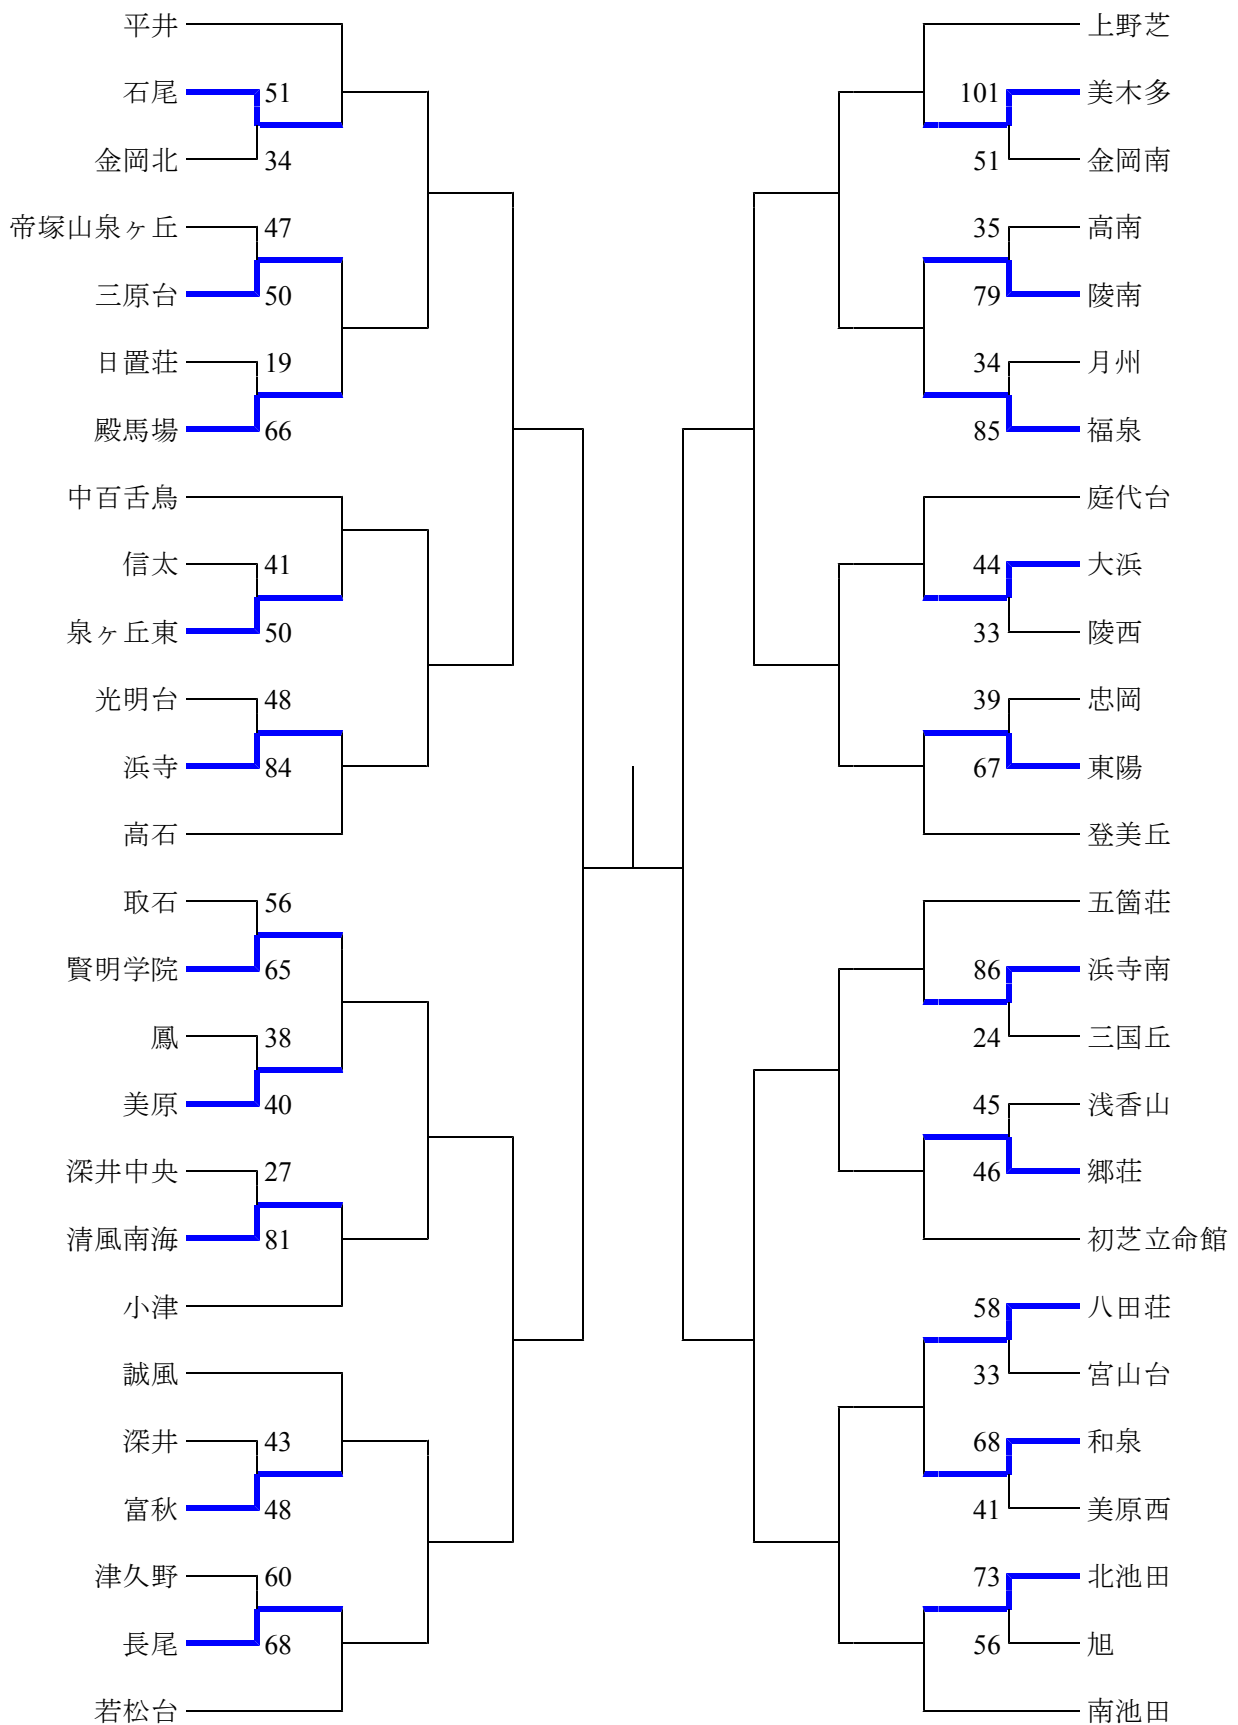 平井
石尾 51
金岡北 34
帝塚山泉ヶ丘 47
三原台 50
日置荘 19
殿馬場 66
中百舌鳥
信太 41
泉ヶ丘東 50
光明台 48
浜寺 84
高石
取石 56
賢明学院 65
鳳 38
美原 40
深井中央 27
清風南海 81
小津
誠風
深井 43
富秋 48
津久野 60
長尾 68
若松台
上野芝
101 美木多
51 金岡南
35 高南
79 陵南
34 月州
85 福泉
庭代台
44 大浜
33 陵西
39 忠岡
67 東陽
登美丘
五箇荘
86 浜寺南
24 三国丘
45 浅香山
46 郷荘
初芝立命館
58 八田荘
33 宮山台
68 和泉
41 美原西
73 北池田
56 旭
南池田